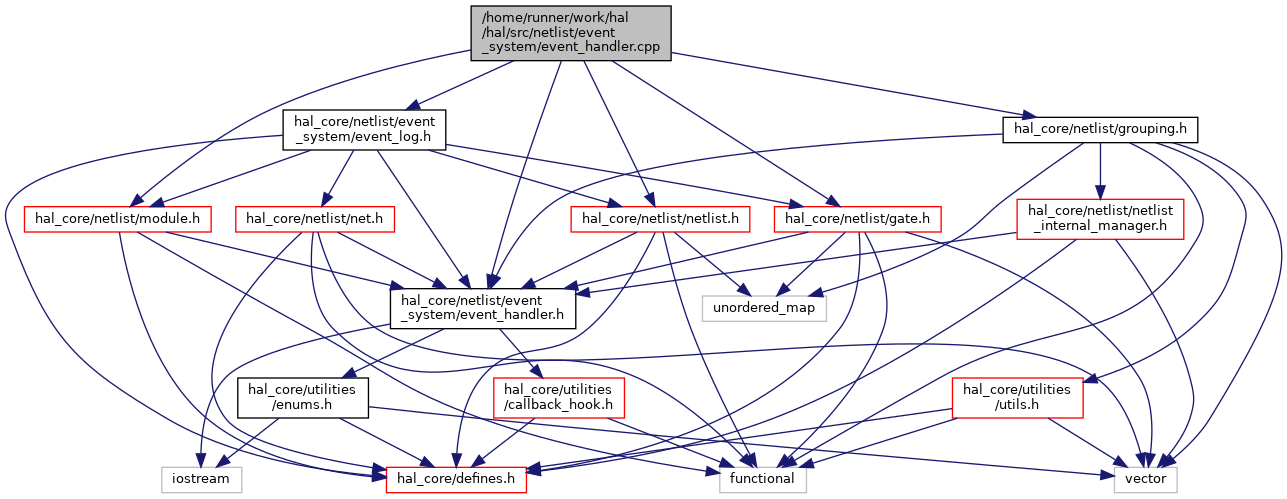 /home/runner/work/hal
/hal/src/netlist/event
_system/event_handler.cpp
hal_core/netlist/event
_system/event_log.h
hal_core/netlist/grouping.h
hal_core/netlist/module.h
hal_core/netlist/net.h
hal_core/netlist/netlist.h
hal_core/netlist/gate.h
hal_core/netlist/netlist
_internal_manager.h
hal_core/netlist/event
_system/event_handler.h
unordered_map
hal_core/utilities
/enums.h
hal_core/utilities
/callback_hook.h
hal_core/utilities
/utils.h
iostream
hal_core/defines.h
functional
vector